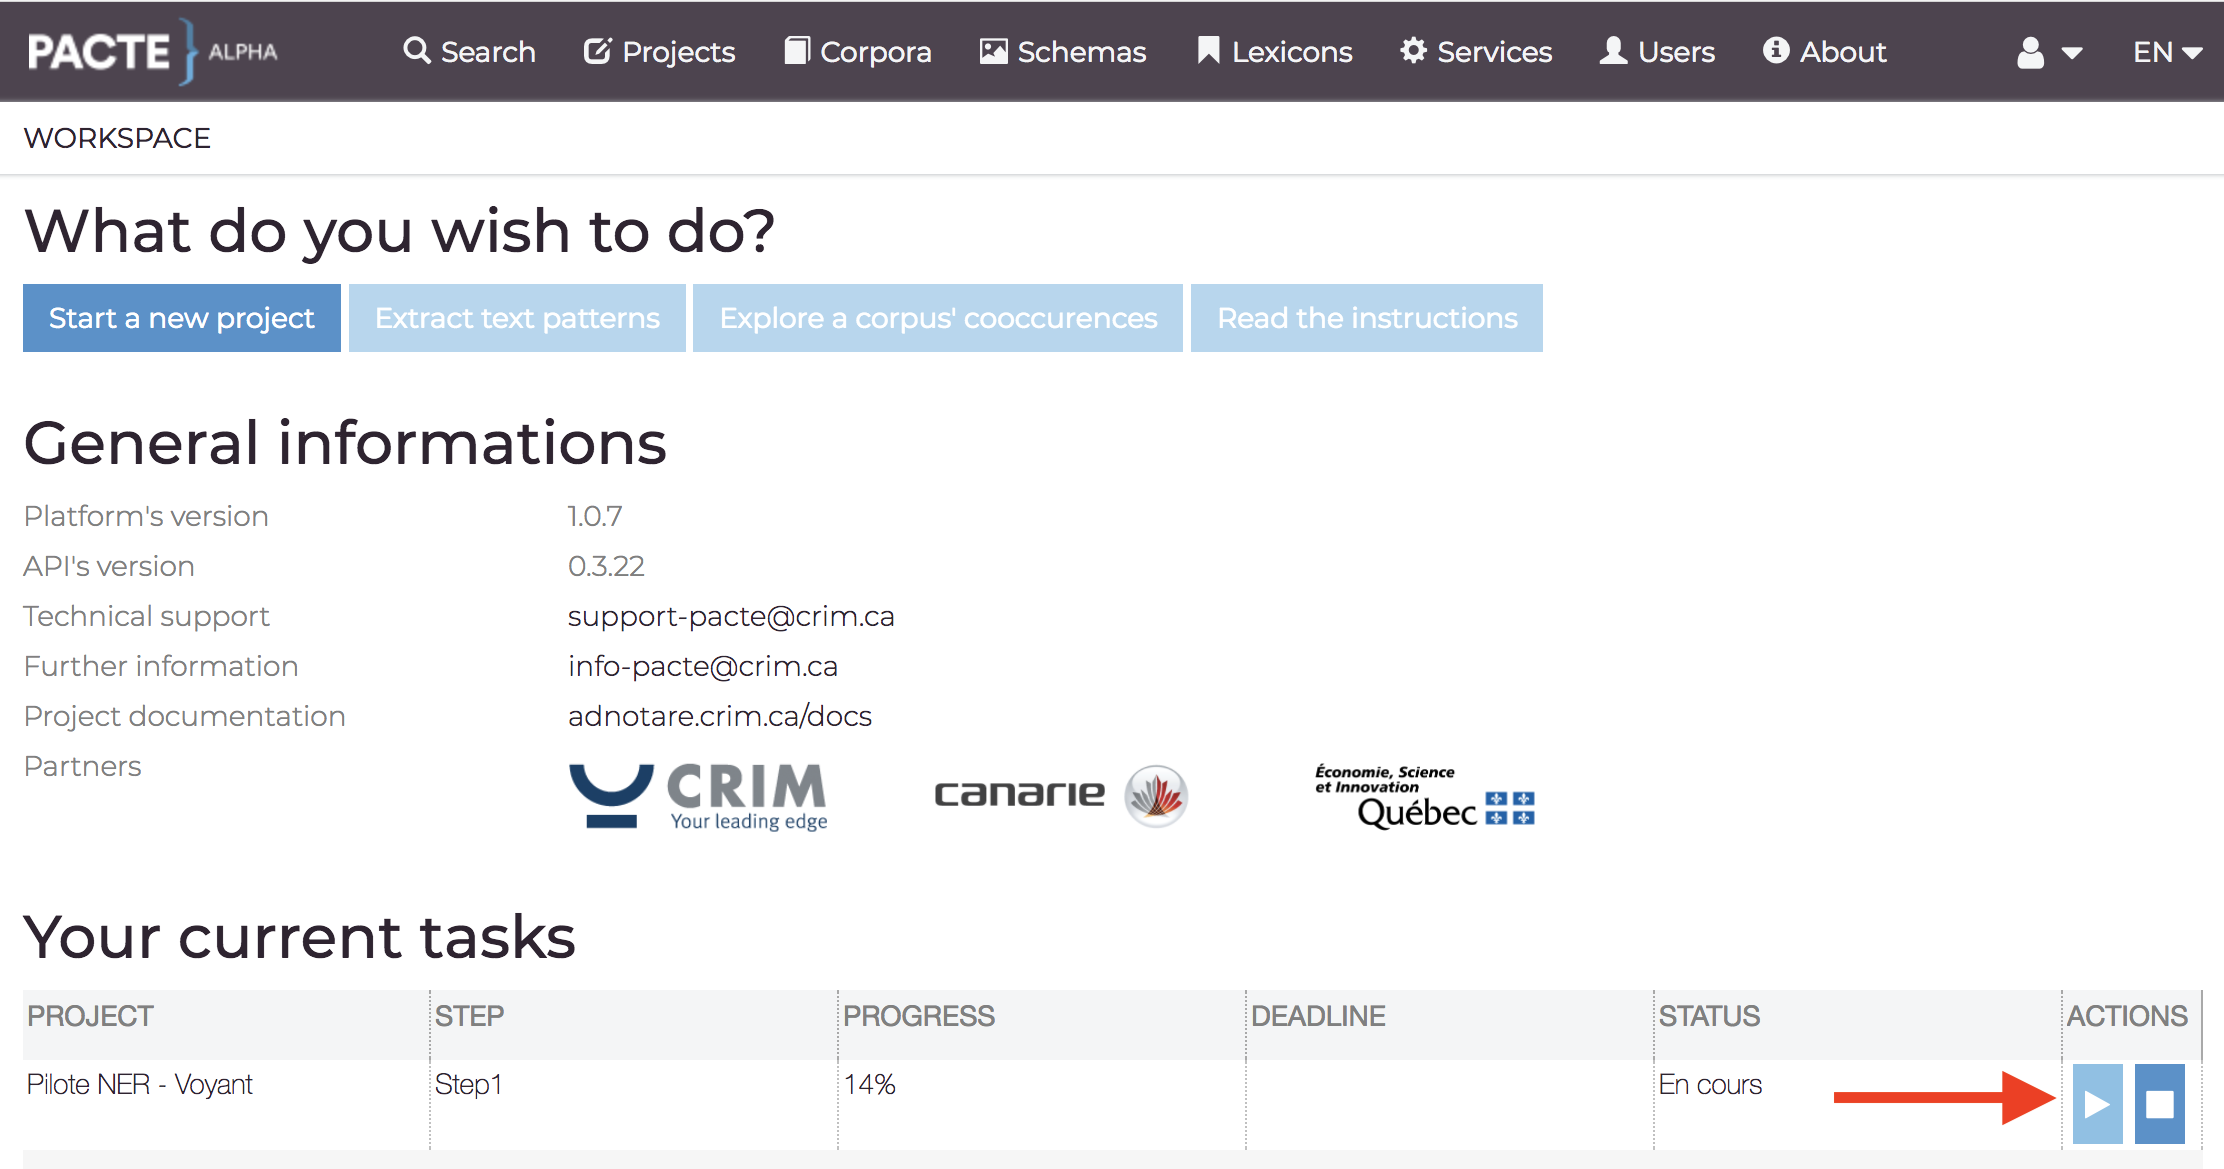 PACTE ALPHA Search Projects Corpora Schemas Lexicons Services Users About EN
WORKSPACE
What do you wish to do?
Start a new project Extract text patterns Explore a corpus' cooccurences Read the instructions
General informations
Platform's version 1.0.7
API's version 0.3.22
Technical support support-pacte@crim.ca
Further information info-pacte@crim.ca
Project documentation adnotare.crim.ca/docs
Partners
CRIM
Your leading edge
canarie
Économie, Science
et Innovation
Québec
Your current tasks
PROJECT STEP PROGRESS DEADLINE STATUS ACTIONS
Pilote NER - Voyant Step1 14% En cours